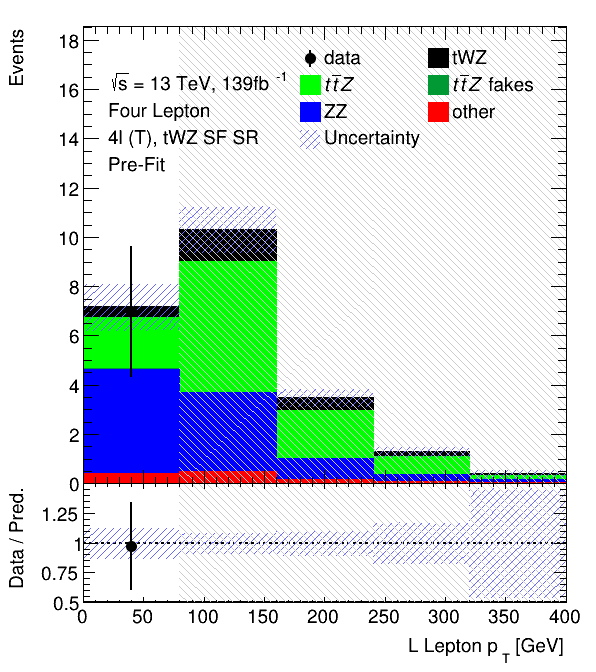 Events
18
16
14
12
10
8
6
4
2
0
√s = 13 TeV, 139fb⁻¹
Four Lepton
4l (T), tWZ SF SR
Pre-Fit
data
tWZ
tt̄Z
tt̄Z fakes
ZZ
other
Uncertainty
Data / Pred.
1.25
1
0.75
0.5
0 50 100 150 200 250 300 350 400
L Lepton p_T [GeV]